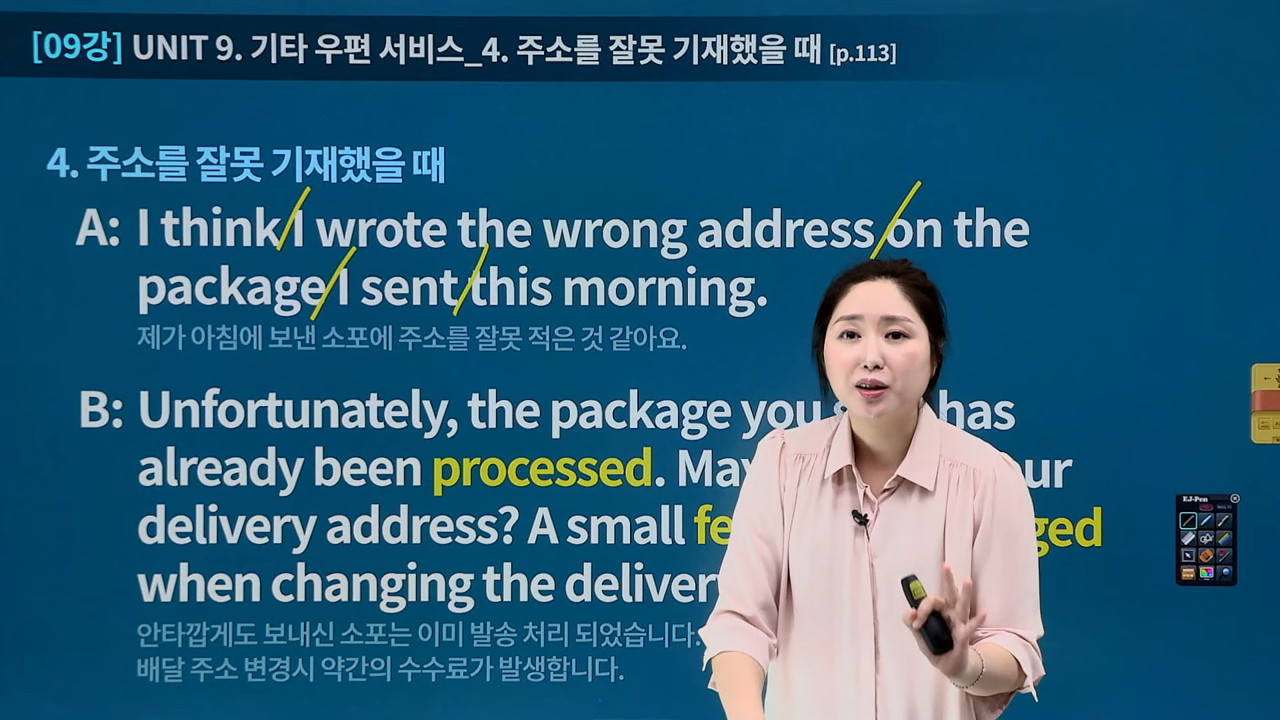 [09강] UNIT 9. 기타 우편 서비스_4. 주소를 잘못 기재했을 때 [p.113]
4. 주소를 잘못 기재했을 때
A: I think I wrote the wrong address on the
package I sent this morning.
제가 아침에 보낸 소포에 주소를 잘못 적은 것 같아요.
B: Unfortunately, the package you has
already been processed. May
delivery address? A small
when changing the
안타깝게도 보내신 소포는 이미 발송 처리 되었습니다.
배달 주소 변경시 약간의 수수료가 발생합니다.
EJ-Pen